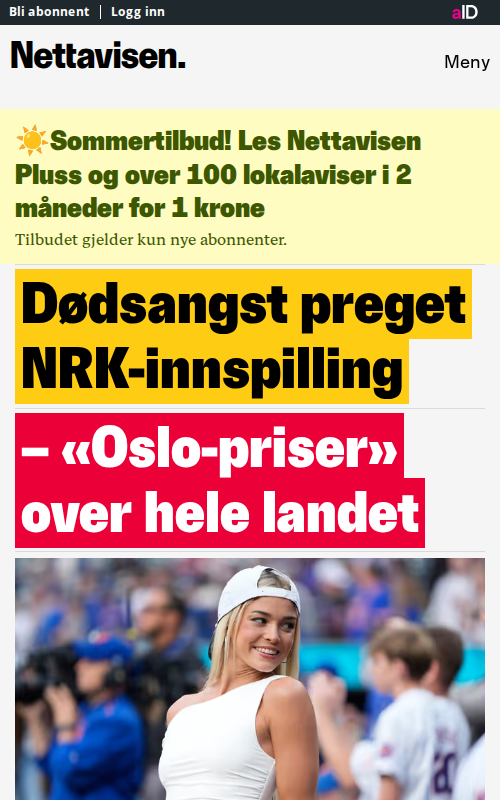 Bli abonnent | Logg inn
aID
Nettavisen.
Meny
☀️Sommertilbud! Les Nettavisen
Pluss og over 100 lokalaviser i 2
måneder for 1 krone
Tilbudet gjelder kun nye abonnenter.
Dødsangst preget
NRK-innspilling
– «Oslo-priser»
over hele landet